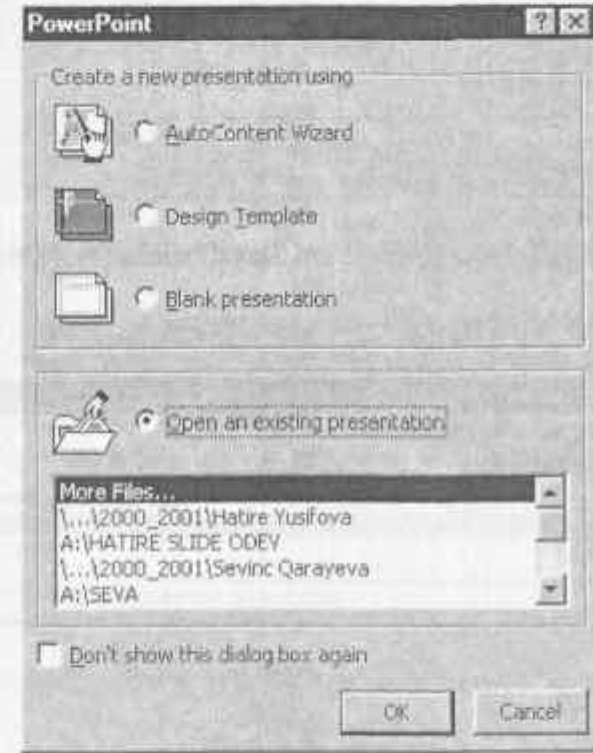 PowerPoint
Create a new presentation using
AutoContent Wizard
Design Template
Blank presentation
Open an existing presentation
More Files...
\...\2000_2001\Hatire Yusifova
A:\HATIRE SLIDE ODEV
\...\2000_2001\Sevinc Qarayeva
A:\SEVA
Don't show this dialog box again
OK
Cancel